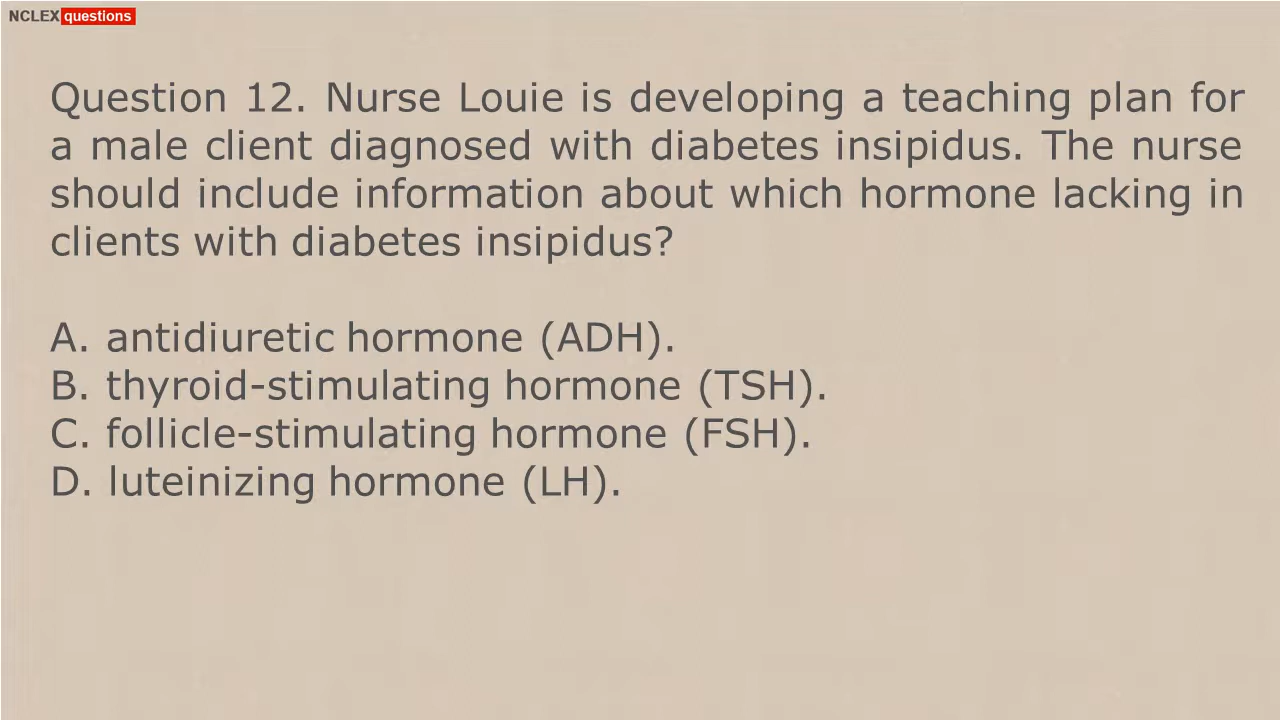 NCLEX questions
Question 12. Nurse Louie is developing a teaching plan for
a male client diagnosed with diabetes insipidus. The nurse
should include information about which hormone lacking in
clients with diabetes insipidus?
A. antidiuretic hormone (ADH).
B. thyroid-stimulating hormone (TSH).
C. follicle-stimulating hormone (FSH).
D. luteinizing hormone (LH).